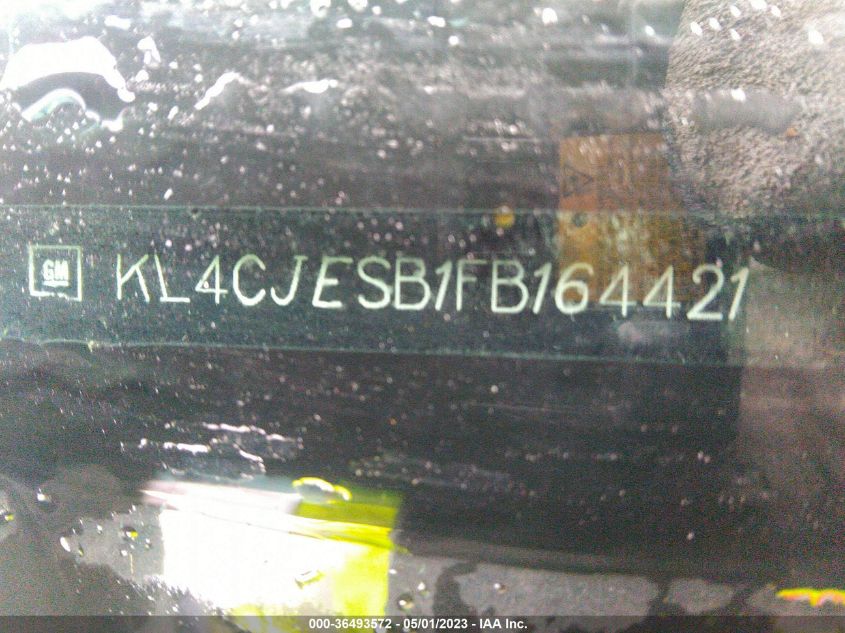 GM KL4CJESB1FB164421
000-36493572 - 05/01/2023 - IAA Inc.